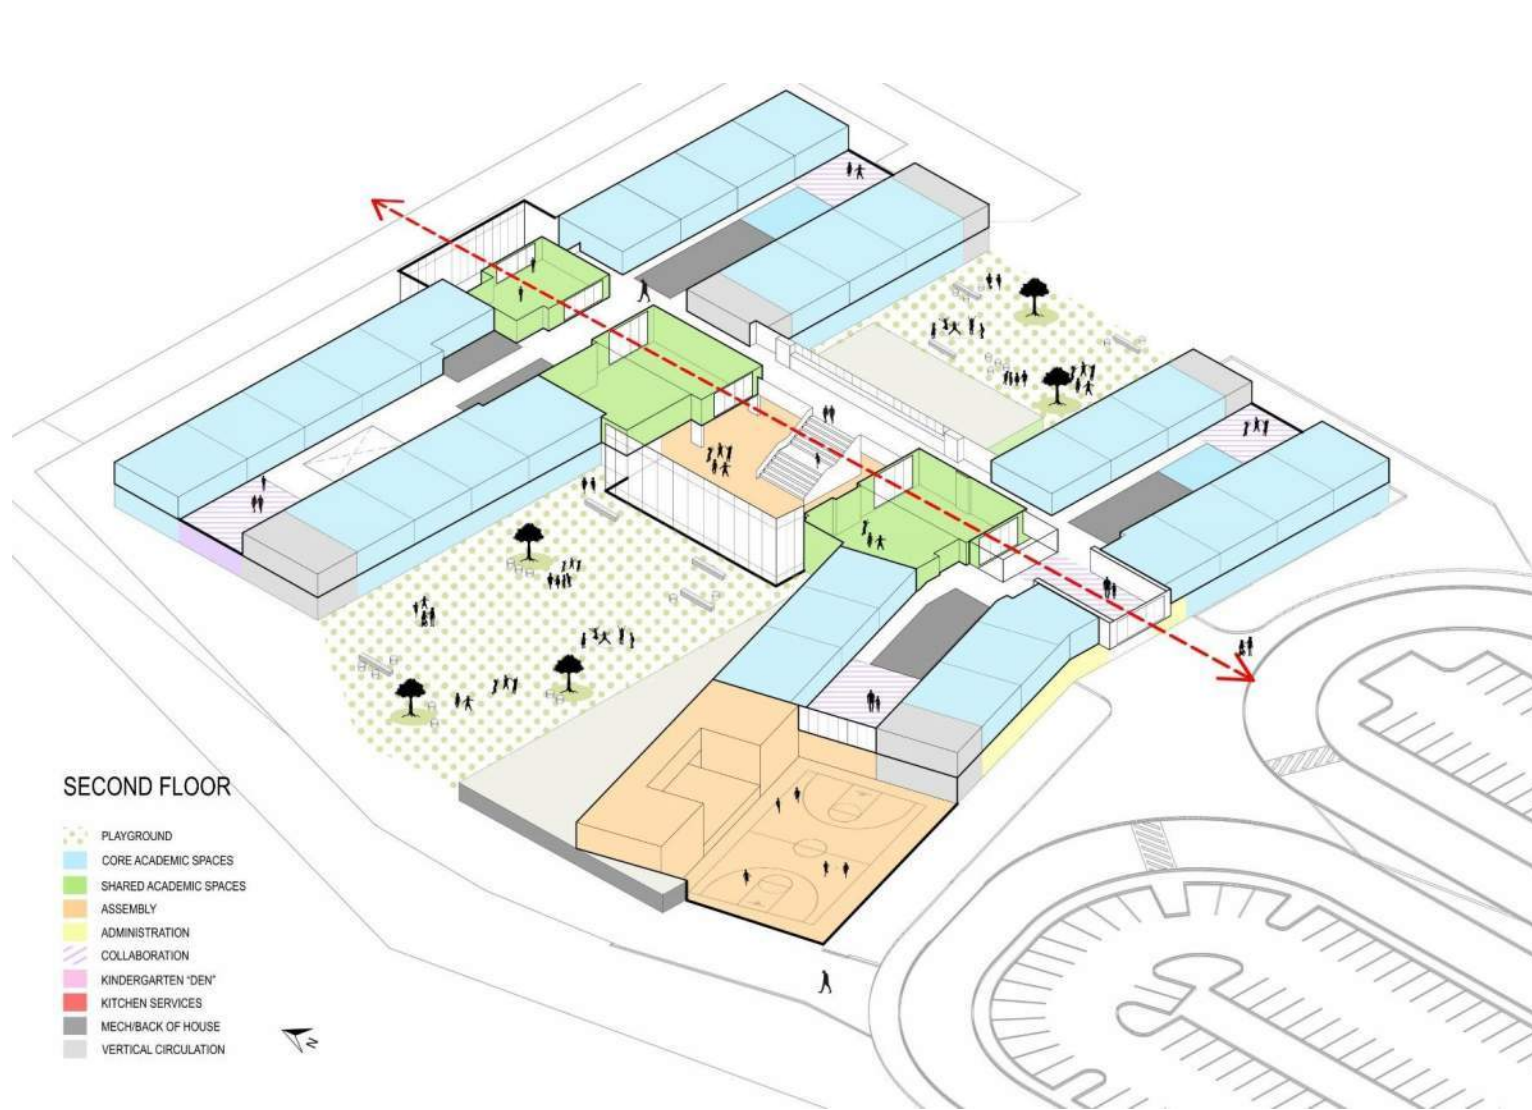 SECOND FLOOR
PLAYGROUND
CORE ACADEMIC SPACES
SHARED ACADEMIC SPACES
ASSEMBLY
ADMINISTRATION
COLLABORATION
KINDERGARTEN “DEN”
KITCHEN SERVICES
MECH/BACK OF HOUSE
VERTICAL CIRCULATION
N